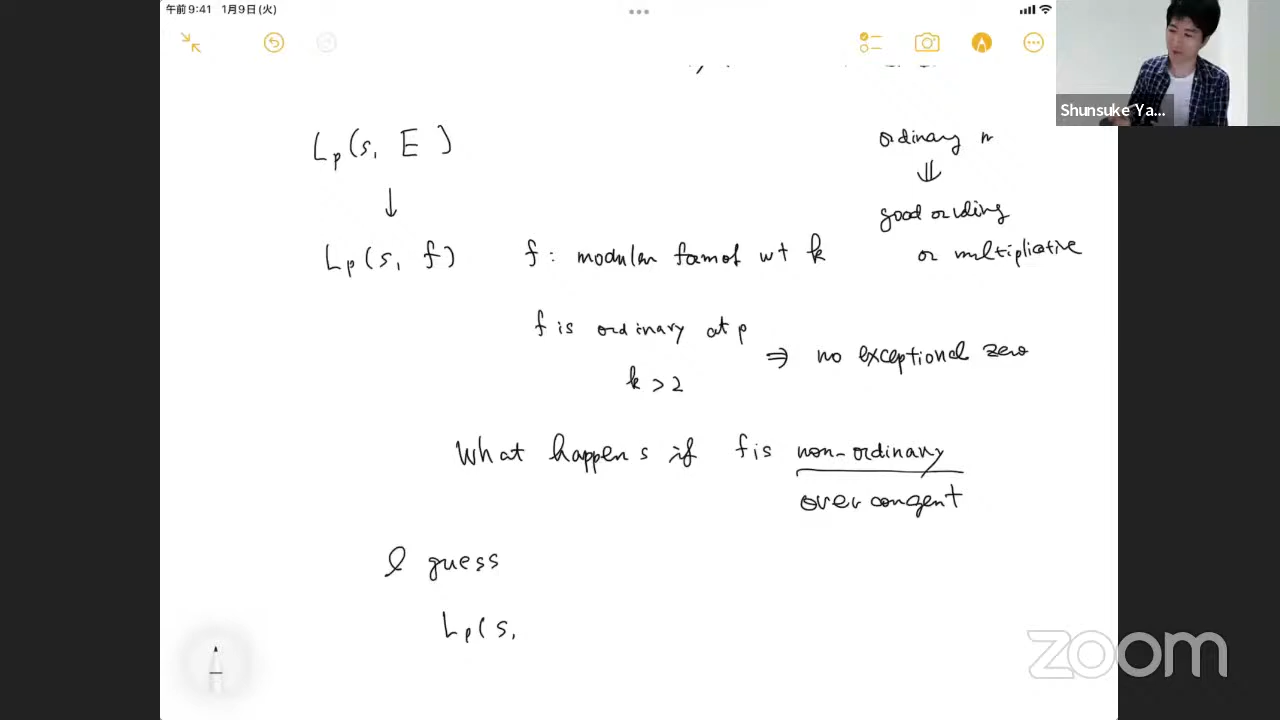 午前9:41 1月9日(火)
Shunsuke Ya...
Lp(s, E)
ordinary
↓
⇓
good ordinary
Lp(s, f) f: modular form of wt k
or multiplicative
f is ordinary at p
⇒ no exceptional zero
k > 2
What happens if f is non-ordinary
over congent
I guess
Lp(s,
zoom